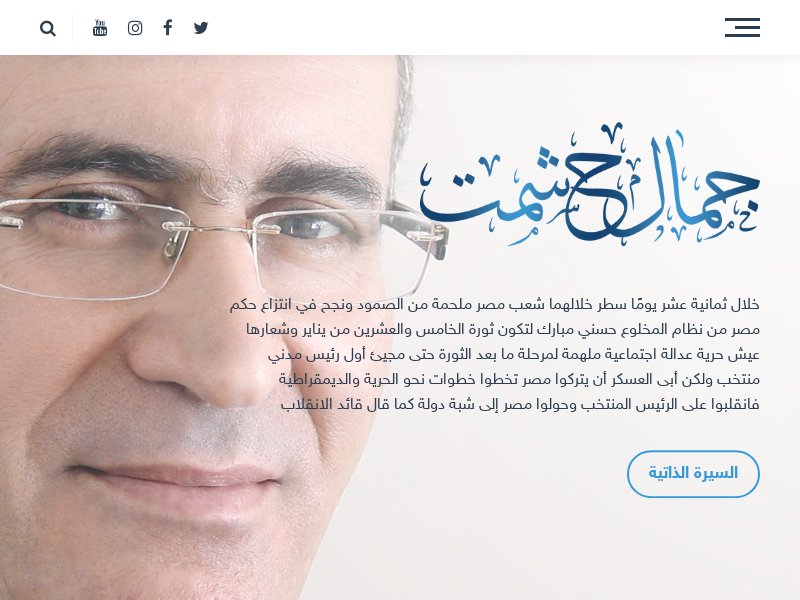 جمال حشمت
خلال ثمانية عشر يومًا سطر خلالهما شعب مصر ملحمة من الصمود ونجح في انتزاع حكم
مصر من نظام المخلوع حسني مبارك لتكون ثورة الخامس والعشرين من يناير وشعارها
عيش حرية عدالة اجتماعية ملهمة لمرحلة ما بعد الثورة حتى مجيئ أول رئيس مدني
منتخب ولكن أبى العسكر أن يتركوا مصر تخطوا خطوات نحو الحرية والديمقراطية
فانقلبوا على الرئيس المنتخب وحولوا مصر إلى شبة دولة كما قال قائد الانقلاب
السيرة الذاتية